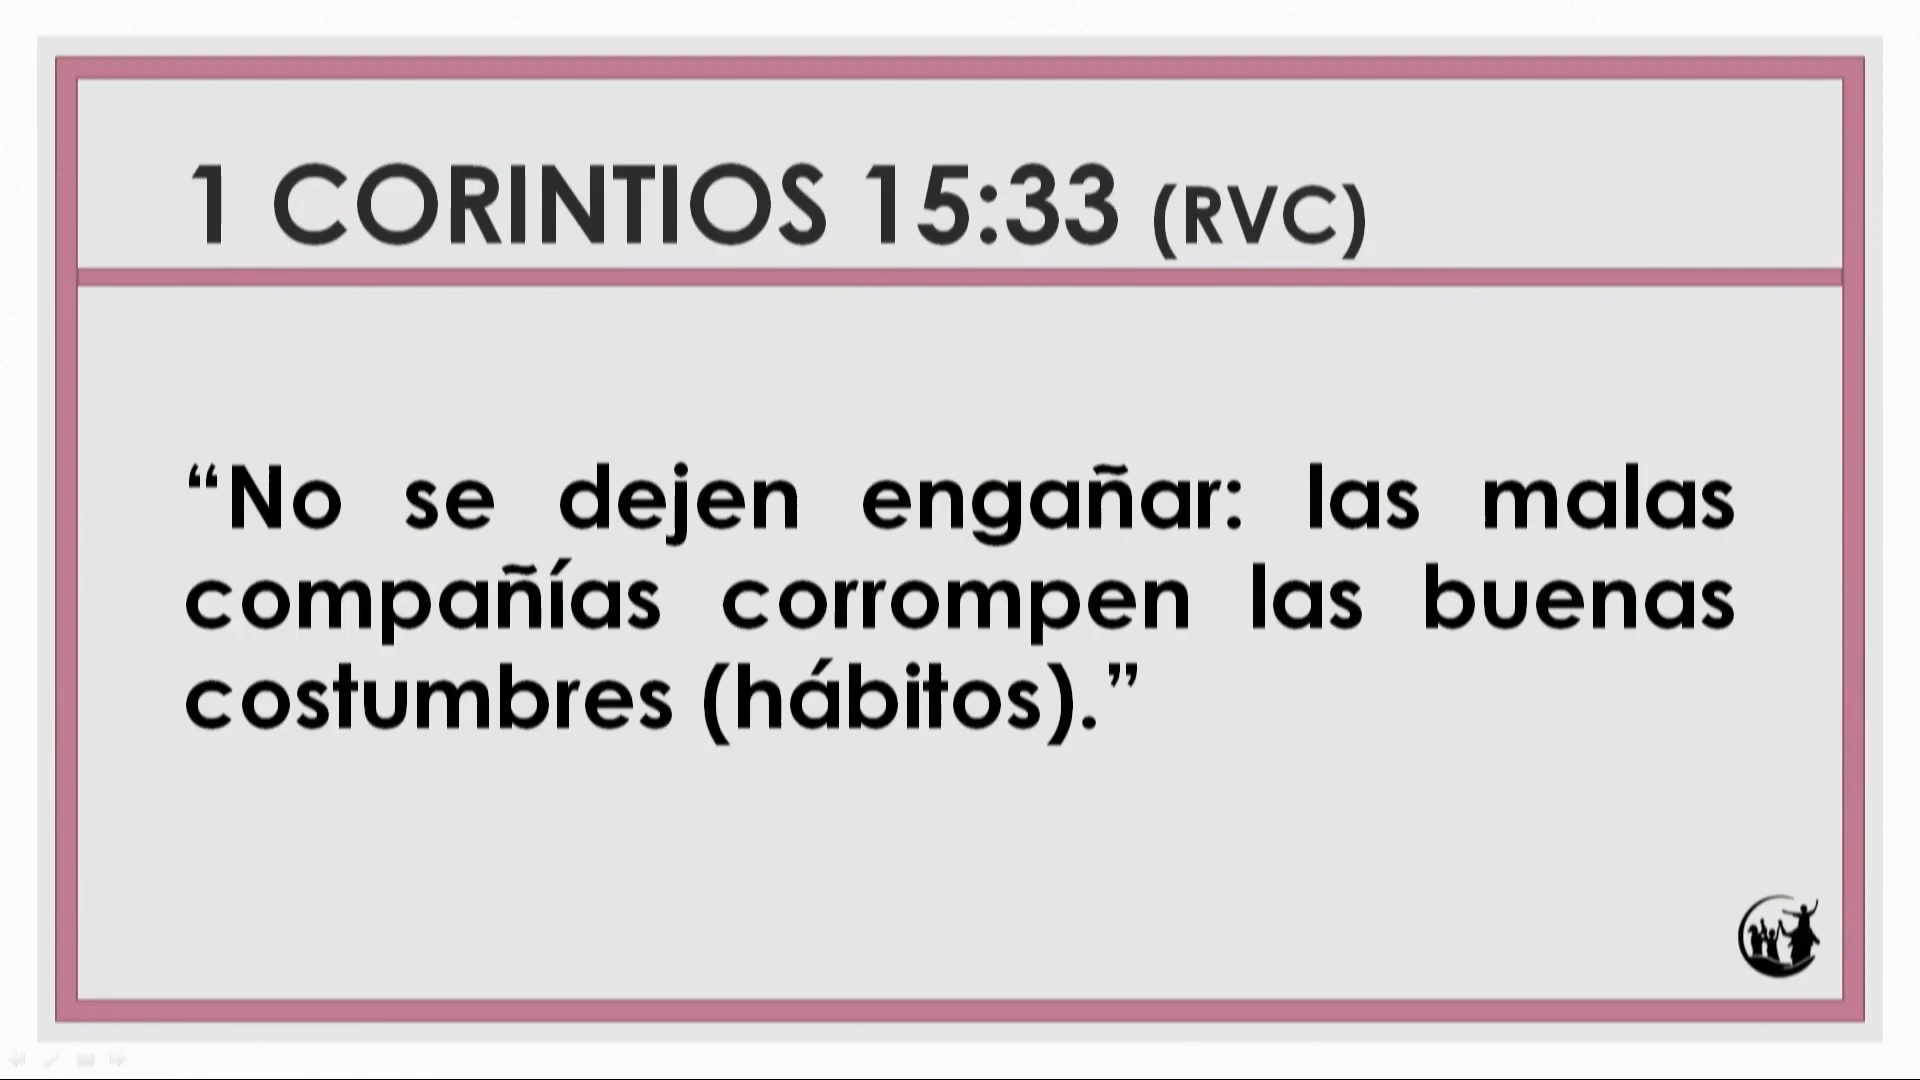 1 CORINTIOS 15:33 (RVC)
“No se dejen engañar: las malas
compañías corrompen las buenas
costumbres (hábitos).”